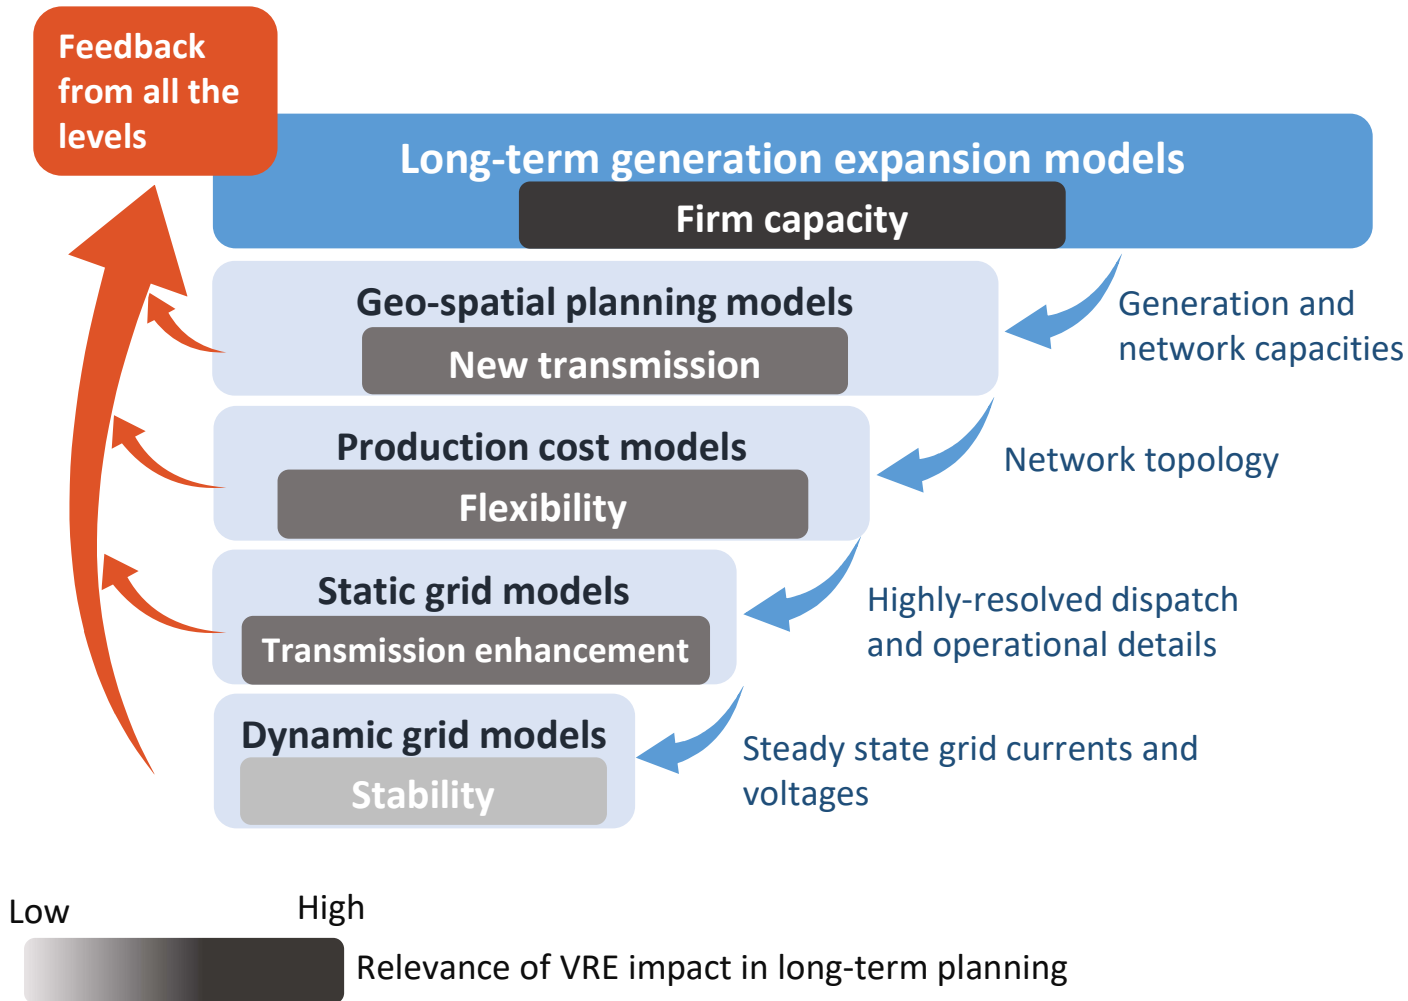 Feedback
from all the
levels
Long-term generation expansion models
Firm capacity
Geo-spatial planning models
New transmission
Generation and
network capacities
Production cost models
Flexibility
Network topology
Static grid models
Transmission enhancement
Highly-resolved dispatch
and operational details
Dynamic grid models
Stability
Steady state grid currents and
voltages
Low
High
Relevance of VRE impact in long-term planning